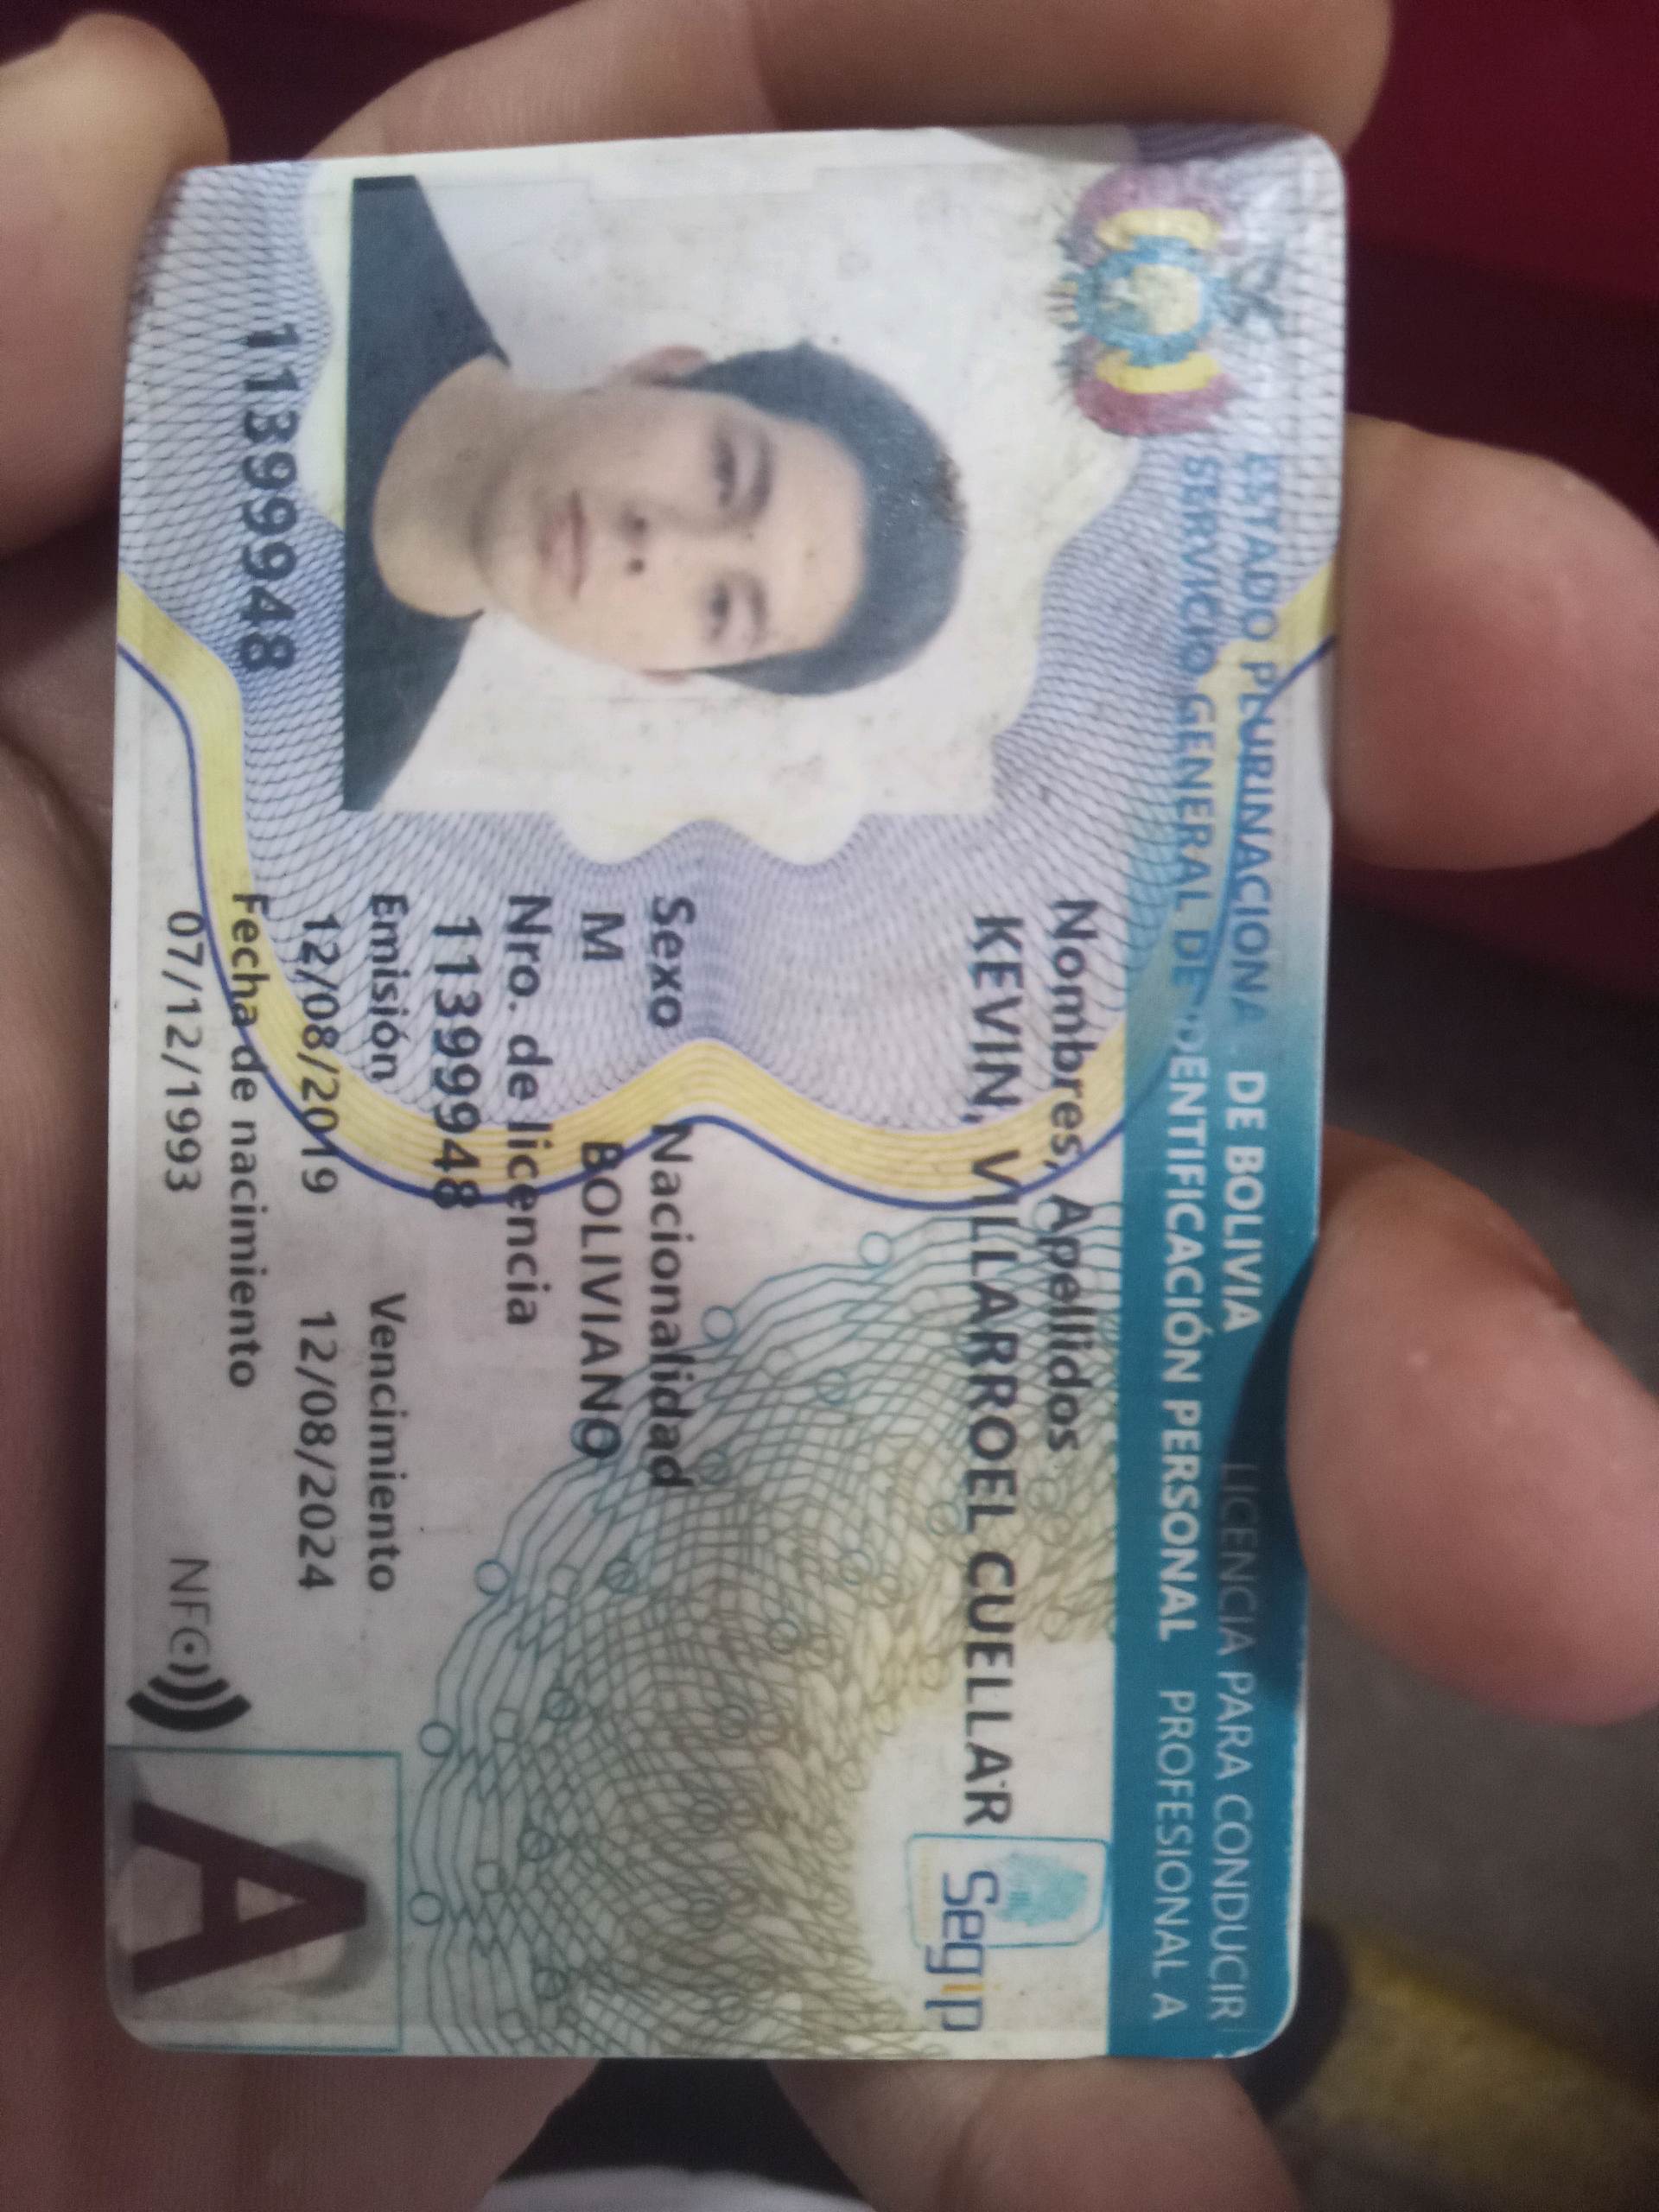 ESTADO PLURINACIONA DE BOLIVIA LICENCIA PARA CONDUCIR
SERVICIO GENERAL DE IDENTIFICACIÓN PERSONAL PROFESIONAL A
Segip
Nombres, Apellidos
KEVIN, VILLARROEL CUELLAR
Sexo Nacionalidad
M BOLIVIANO
Nro. de licencia
11399948
Emisión Vencimiento
12/08/2019 12/08/2024
Fecha de nacimiento
07/12/1993
11399948
NFC
A